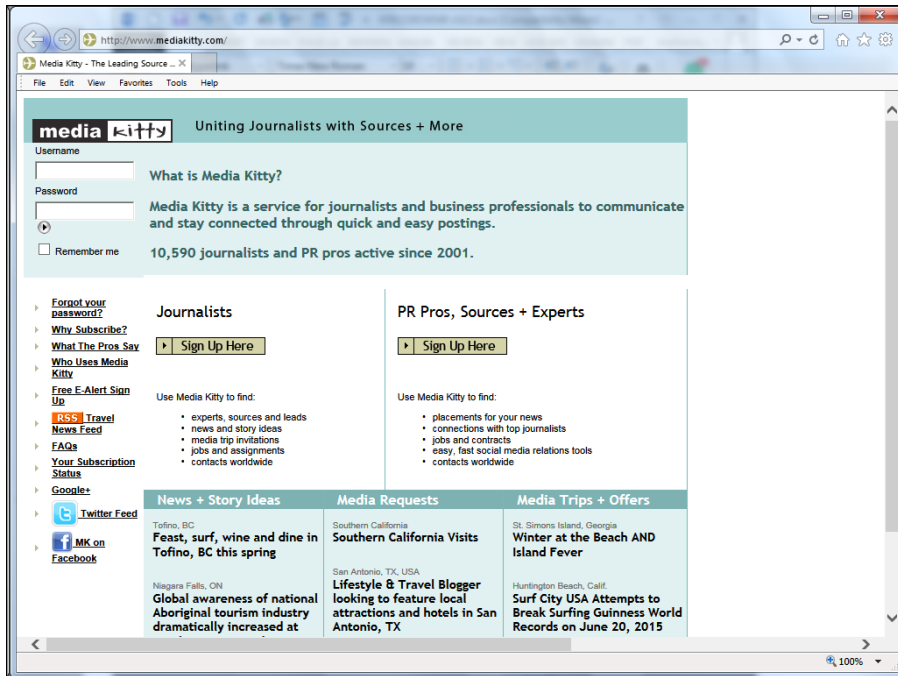 http://www.mediakitty.com/
Media Kitty - The Leading Source ...
File Edit View Favorites Tools Help
media kitty
Uniting Journalists with Sources + More
Username
Password
Remember me
What is Media Kitty?
Media Kitty is a service for journalists and business professionals to communicate
and stay connected through quick and easy postings.
10,590 journalists and PR pros active since 2001.
Forgot your
password?
Why Subscribe?
What The Pros Say
Who Uses Media
Kitty
Free E-Alert Sign
Up
RSS Travel
News Feed
FAQs
Your Subscription
Status
Google+
Twitter Feed
MK on
Facebook
Journalists
Sign Up Here
Use Media Kitty to find:
experts, sources and leads
news and story ideas
media trip invitations
jobs and assignments
contacts worldwide
PR Pros, Sources + Experts
Sign Up Here
Use Media Kitty to find:
placements for your news
connections with top journalists
jobs and contracts
easy, fast social media relations tools
contacts worldwide
News + Story Ideas
Tofino, BC
Feast, surf, wine and dine in
Tofino, BC this spring
Niagara Falls, ON
Global awareness of national
Aboriginal tourism industry
dramatically increased at
Media Requests
Southern California
Southern California Visits
San Antonio, TX, USA
Lifestyle & Travel Blogger
looking to feature local
attractions and hotels in San
Antonio, TX
Media Trips + Offers
St. Simons Island, Georgia
Winter at the Beach AND
Island Fever
Huntington Beach, Calif.
Surf City USA Attempts to
Break Surfing Guinness World
Records on June 20, 2015
100%